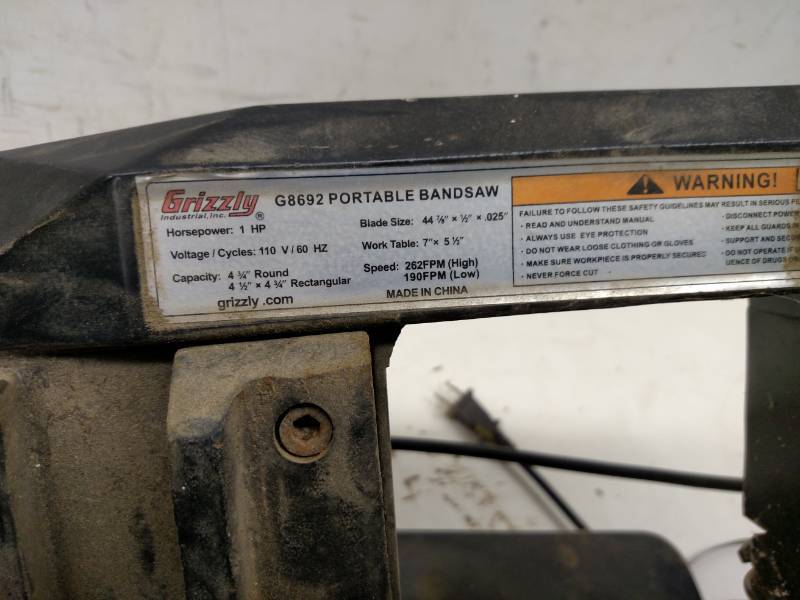 Grizzly
Industrial, Inc. ®
G8692 PORTABLE BANDSAW
Horsepower: 1 HP
Voltage / Cycles: 110 V / 60 HZ
Capacity: 4 ¾" Round
4 ½" × 4 ¾" Rectangular
grizzly .com
Blade Size: 44 ⅞" × ½" × .025"
Work Table: 7" × 5 ½"
Speed: 262FPM (High)
190FPM (Low)
MADE IN CHINA
WARNING!
FAILURE TO FOLLOW THESE SAFETY GUIDELINES MAY RESULT IN SERIOUS
· READ AND UNDERSTAND MANUAL
· ALWAYS USE EYE PROTECTION
· DO NOT WEAR LOOSE CLOTHING OR GLOVES
· MAKE SURE WORKPIECE IS PROPERLY SECURED
· NEVER FORCE CUT
· DISCONNECT POWER
· KEEP ALL GUARDS
· SUPPORT AND
· DO NOT OPERATE
UENCE OF DRUGS